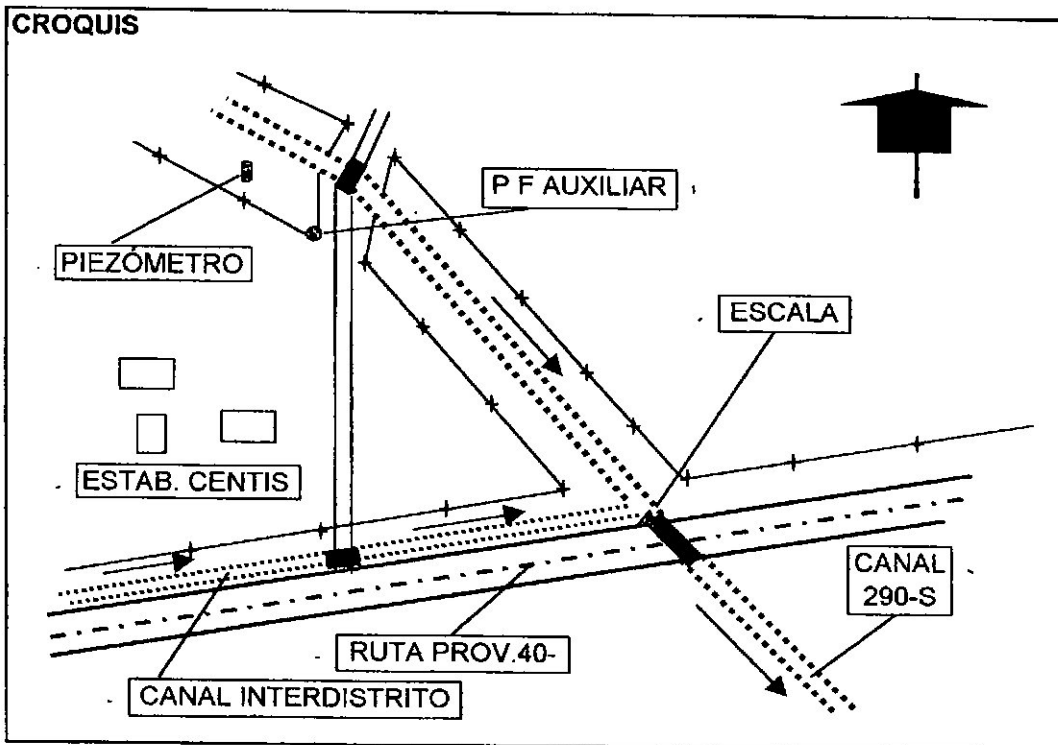 CROQUIS
P F AUXILIAR
PIEZÓMETRO
ESCALA
ESTAB. CENTIS
CANAL
290-S
RUTA PROV.40-
CANAL INTERDISTRITO